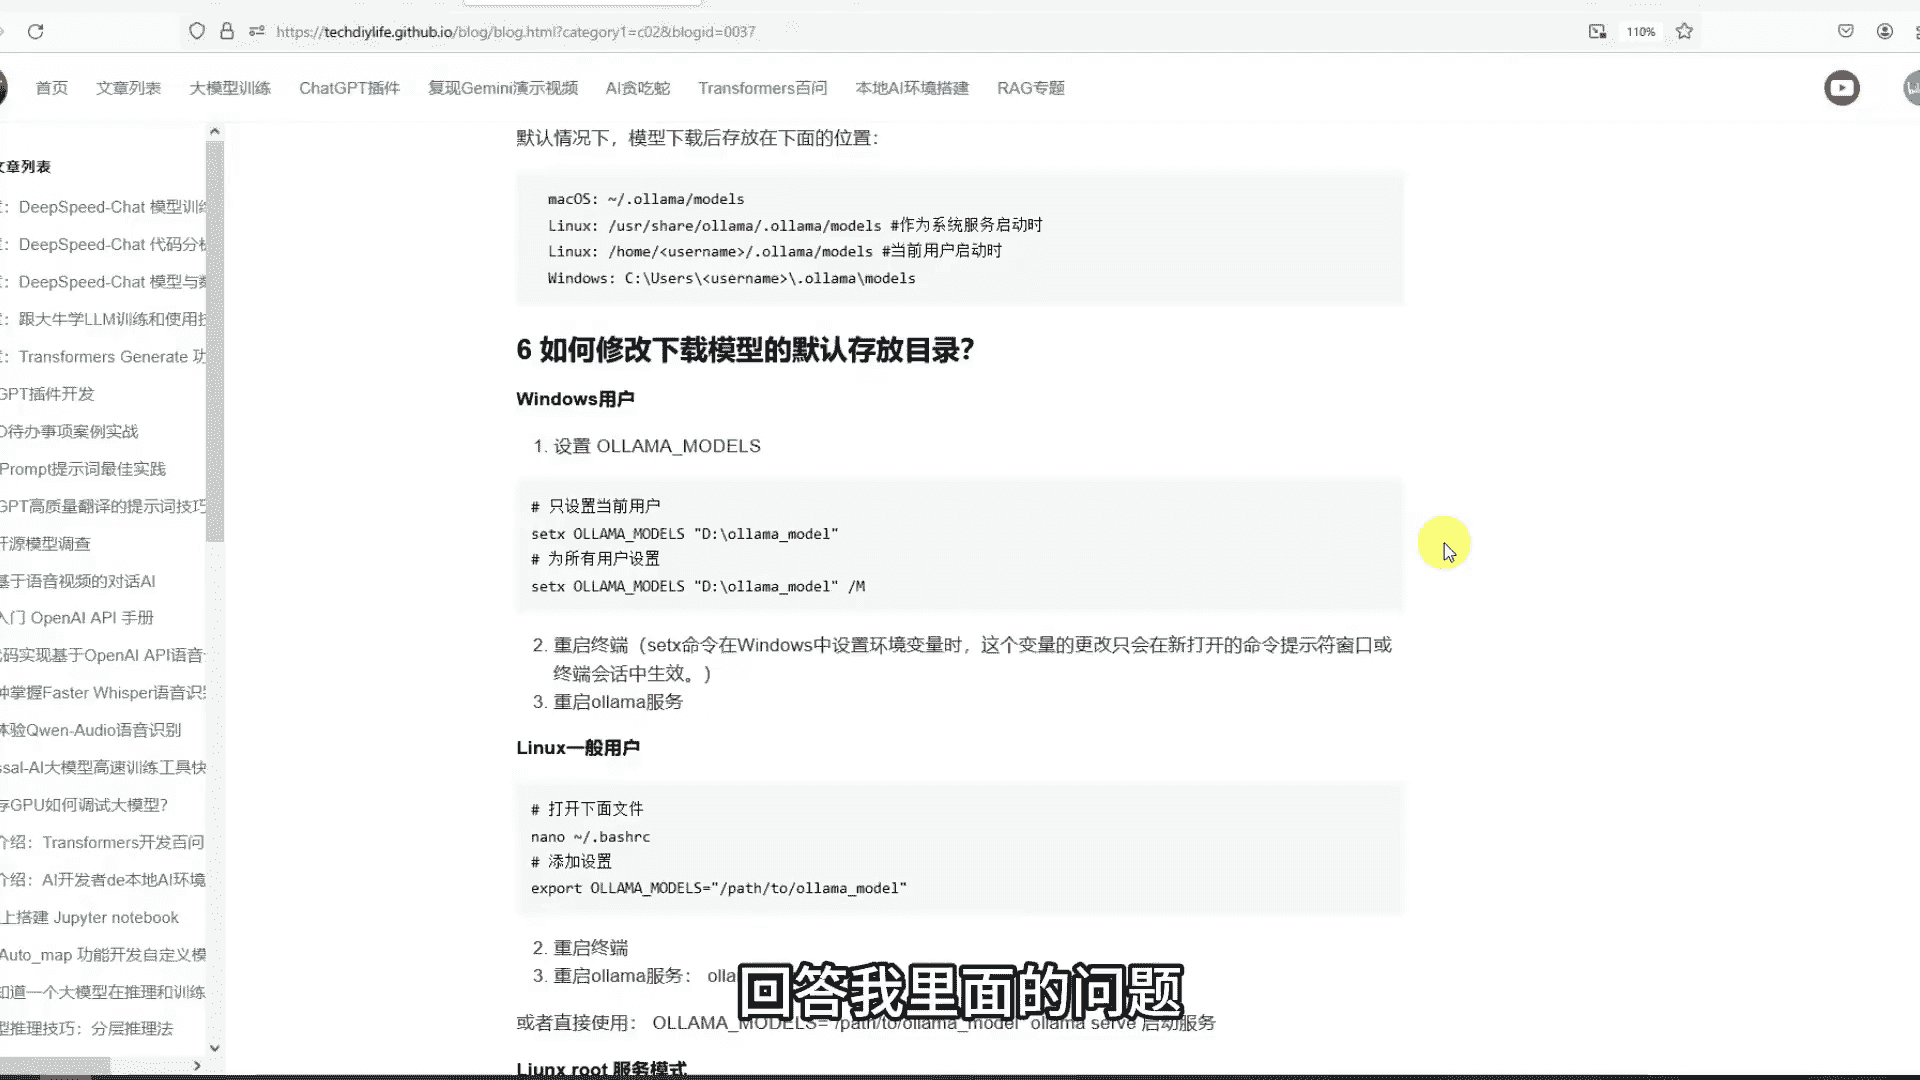 https://techdiylife.github.io/blog/blog.html?category1=c02&blogid=0037
110%
首页 文章列表 大模型训练 ChatGPT插件 复现Gemini演示视频 AI贪吃蛇 Transformers百问 本地AI环境搭建 RAG专题
文章列表
: DeepSpeed-Chat 模型训练
: DeepSpeed-Chat 代码分析
: DeepSpeed-Chat 模型与数
: 跟大牛学LLM训练和使用技
: Transformers Generate 功
GPT插件开发
O待办事项案例实战
Prompt提示词最佳实践
GPT高质量翻译的提示词技巧
开源模型调查
基于语音视频的对话AI
入门 OpenAI API 手册
代码实现基于OpenAI API语音
钟掌握Faster Whisper语音识别
体验Qwen-Audio语音识别
ssal-AI大模型高速训练工具快
存GPU如何调试大模型?
介绍：Transformers开发百问
介绍：AI开发者de本地AI环境
上搭建 Jupyter notebook
Auto_map 功能开发自定义模
知道一个大模型在推理和训练
型推理技巧：分层推理法
默认情况下，模型下载后存放在下面的位置：
macOS: ~/.ollama/models
Linux: /usr/share/ollama/.ollama/models #作为系统服务启动时
Linux: /home/<username>/.ollama/models #当前用户启动时
Windows: C:\Users\<username>\.ollama\models
6 如何修改下载模型的默认存放目录？
Windows用户
1. 设置 OLLAMA_MODELS
# 只设置当前用户
setx OLLAMA_MODELS "D:\ollama_model"
# 为所有用户设置
setx OLLAMA_MODELS "D:\ollama_model" /M
2. 重启终端（setx命令在Windows中设置环境变量时，这个变量的更改只会在新打开的命令提示符窗口或
终端会话中生效。）
3. 重启ollama服务
Linux一般用户
# 打开下面文件
nano ~/.bashrc
# 添加设置
export OLLAMA_MODELS="/path/to/ollama_model"
2. 重启终端
3. 重启ollama服务： olla
回答我里面的问题
或者直接使用： OLLAMA_MODELS="/path/to/ollama_model" ollama serve 启动服务
Liunx root 服务模式